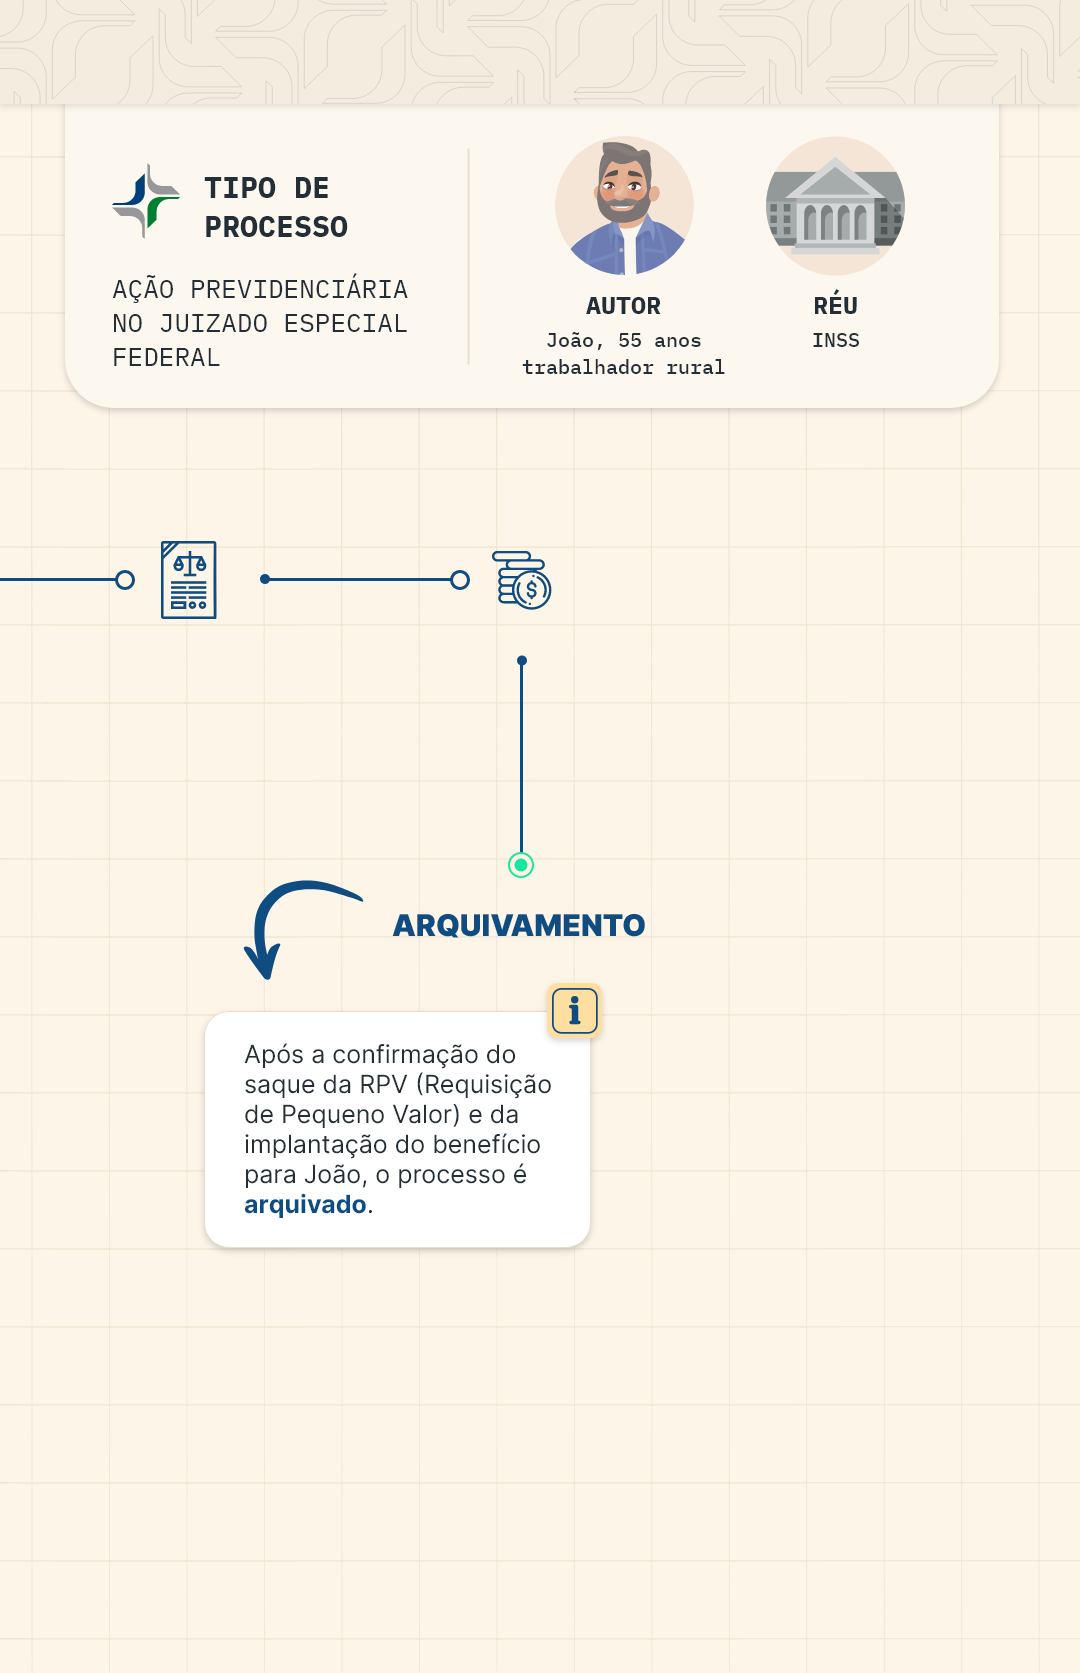 TIPO DE
PROCESSO
AÇÃO PREVIDENCIÁRIA
NO JUIZADO ESPECIAL
FEDERAL
AUTOR
João, 55 anos
trabalhador rural
RÉU
INSS
$
ARQUIVAMENTO
i
Após a confirmação do
saque da RPV (Requisição
de Pequeno Valor) e da
implantação do benefício
para João, o processo é
arquivado.